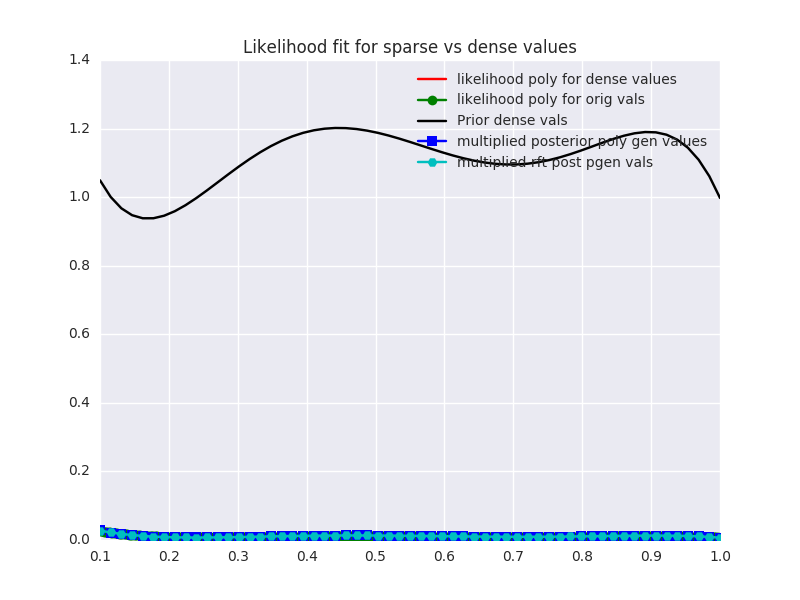 Likelihood fit for sparse vs dense values
1.4
1.2
1.0
0.8
0.6
0.4
0.2
0.0
likelihood poly for dense values
likelihood poly for orig vals
Prior dense vals
multiplied posterior poly gen values
multiplied rft post pgen vals
0.1 0.2 0.3 0.4 0.5 0.6 0.7 0.8 0.9 1.0